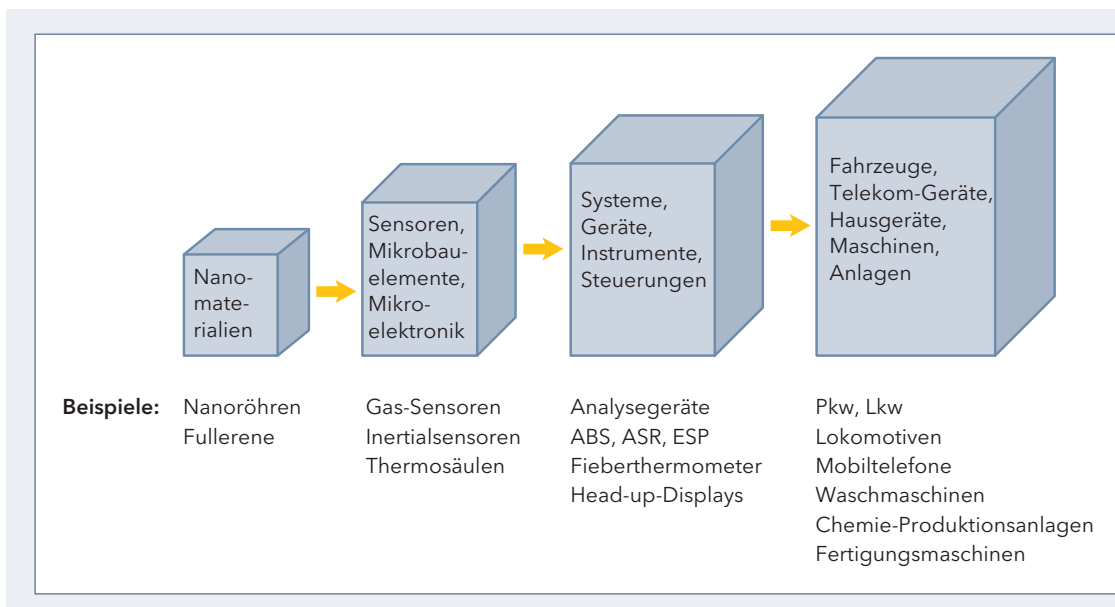 Nano-
mate-
rialien
Sensoren,
Mikrobau-
elemente,
Mikro-
elektronik
Systeme,
Geräte,
Instrumente,
Steuerungen
Fahrzeuge,
Telekom-Geräte,
Hausgeräte,
Maschinen,
Anlagen
Beispiele:
Nanoröhren
Fullerene
Gas-Sensoren
Inertialsensoren
Thermosäulen
Analysegeräte
ABS, ASR, ESP
Fieberthermometer
Head-up-Displays
Pkw, Lkw
Lokomotiven
Mobiltelefone
Waschmaschinen
Chemie-Produktionsanlagen
Fertigungsmaschinen